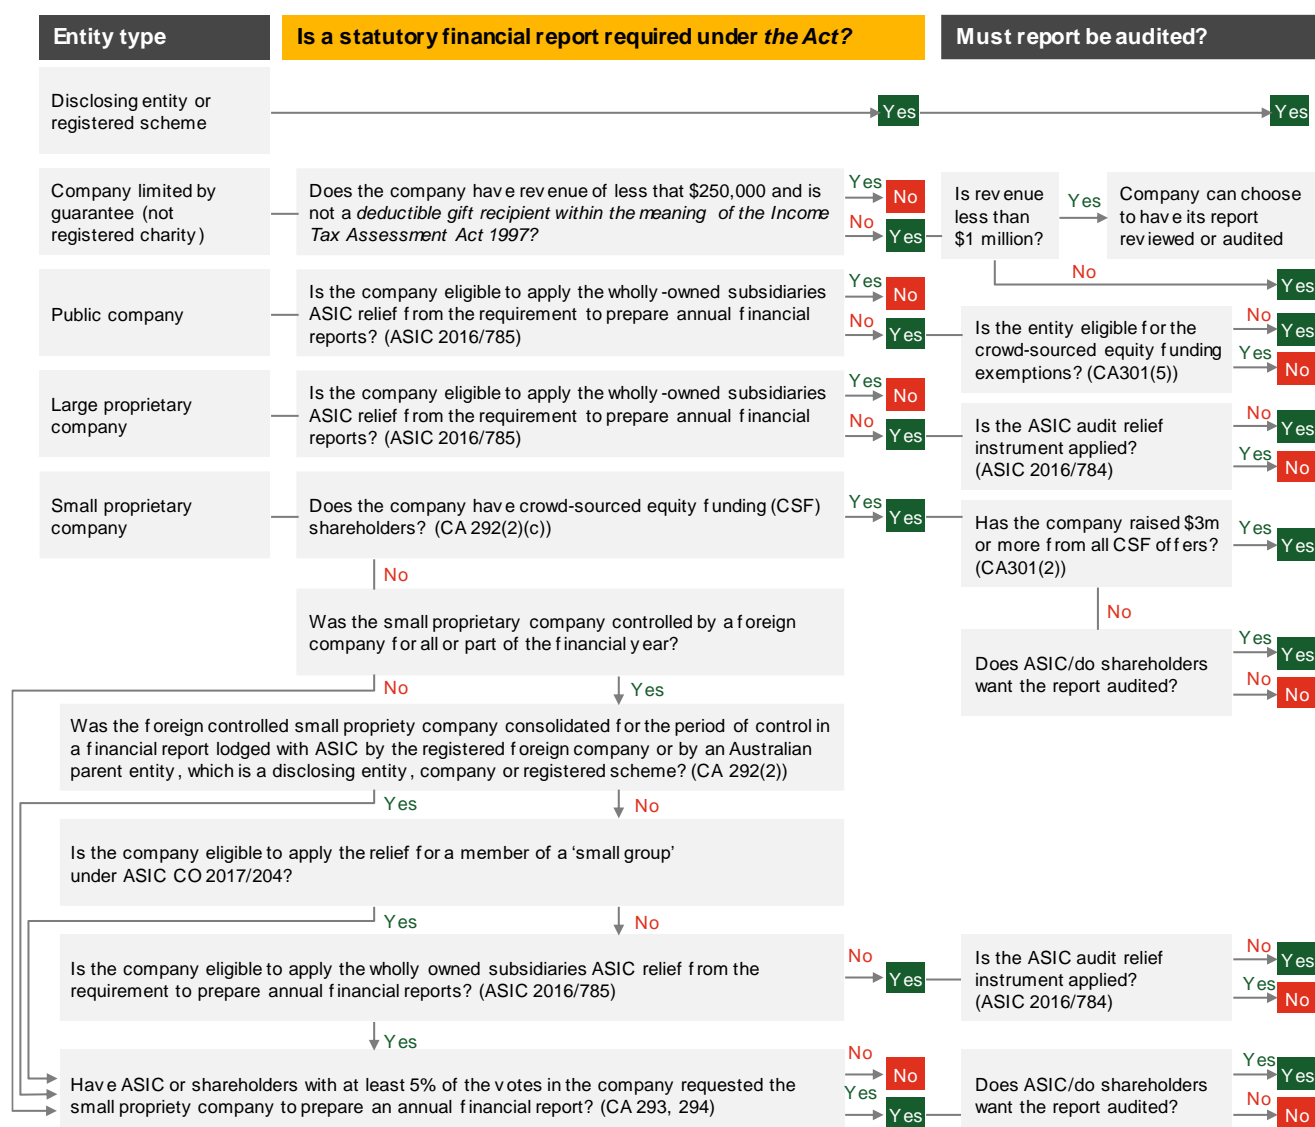 Entity type
Is a statutory financial report required under the Act?
Must report be audited?
Disclosing entity or
registered scheme
Yes
Yes
Company limited by
guarantee (not
registered charity)
Does the company have revenue of less that $250,000 and is
not a deductible gift recipient within the meaning of the Income
Tax Assessment Act 1997?
Yes
No
No
Yes
Is revenue
less than
$1 million?
Yes
Company can choose
to have its report
reviewed or audited
No
Yes
Public company
Is the company eligible to apply the wholly-owned subsidiaries
ASIC relief from the requirement to prepare annual financial
reports? (ASIC 2016/785)
Yes
No
No
Yes
Is the entity eligible for the
crowd-sourced equity funding
exemptions? (CA301(5))
No
Yes
Yes
No
Large proprietary
company
Is the company eligible to apply the wholly-owned subsidiaries
ASIC relief from the requirement to prepare annual financial
reports? (ASIC 2016/785)
Yes
No
No
Yes
Is the ASIC audit relief
instrument applied?
(ASIC 2016/784)
No
Yes
Yes
No
Small proprietary
company
Does the company have crowd-sourced equity funding (CSF)
shareholders? (CA 292(2)(c))
Yes
Yes
Has the company raised $3m
or more from all CSF offers?
(CA301(2))
Yes
Yes
No
No
Was the small proprietary company controlled by a foreign
company for all or part of the financial year?
Does ASIC/do shareholders
want the report audited?
Yes
Yes
No
No
No
Yes
Was the foreign controlled small propriety company consolidated for the period of control in
a financial report lodged with ASIC by the registered foreign company or by an Australian
parent entity, which is a disclosing entity, company or registered scheme? (CA 292(2))
Yes
No
Is the company eligible to apply the relief for a member of a ‘small group’
under ASIC CO 2017/204?
Yes
No
Is the company eligible to apply the wholly owned subsidiaries ASIC relief from the
requirement to prepare annual financial reports? (ASIC 2016/785)
No
Yes
Is the ASIC audit relief
instrument applied?
(ASIC 2016/784)
No
Yes
Yes
No
Yes
Have ASIC or shareholders with at least 5% of the votes in the company requested the
small propriety company to prepare an annual financial report? (CA 293, 294)
No
No
Yes
Yes
Does ASIC/do shareholders
want the report audited?
Yes
Yes
No
No